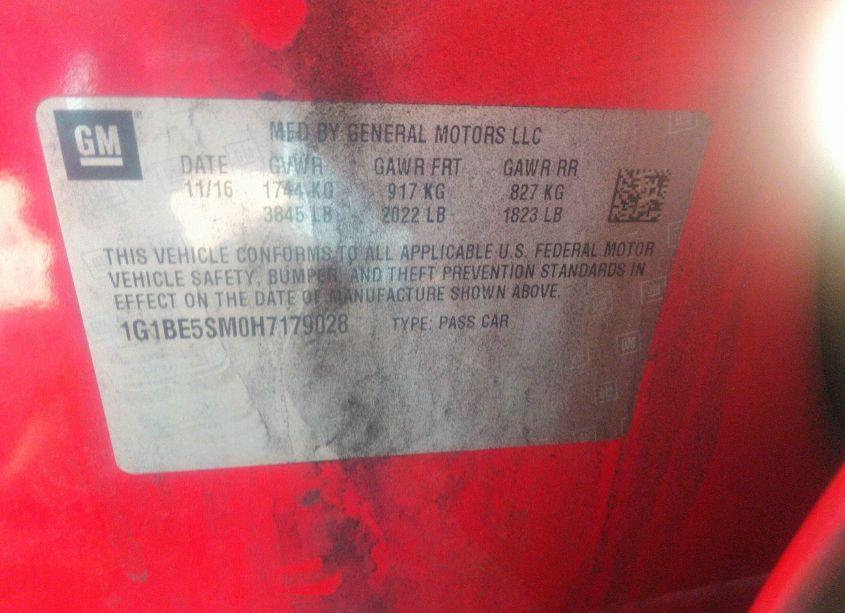 GM
MFD BY GENERAL MOTORS LLC
DATE GVWR GAWR FRT GAWR RR
11/16 1744 KG 917 KG 827 KG
3845 LB 2022 LB 1823 LB
THIS VEHICLE CONFORMS TO ALL APPLICABLE U.S. FEDERAL MOTOR
VEHICLE SAFETY, BUMPER, AND THEFT PREVENTION STANDARDS IN
EFFECT ON THE DATE OF MANUFACTURE SHOWN ABOVE.
1G1BE5SM0H7179028 TYPE: PASS CAR